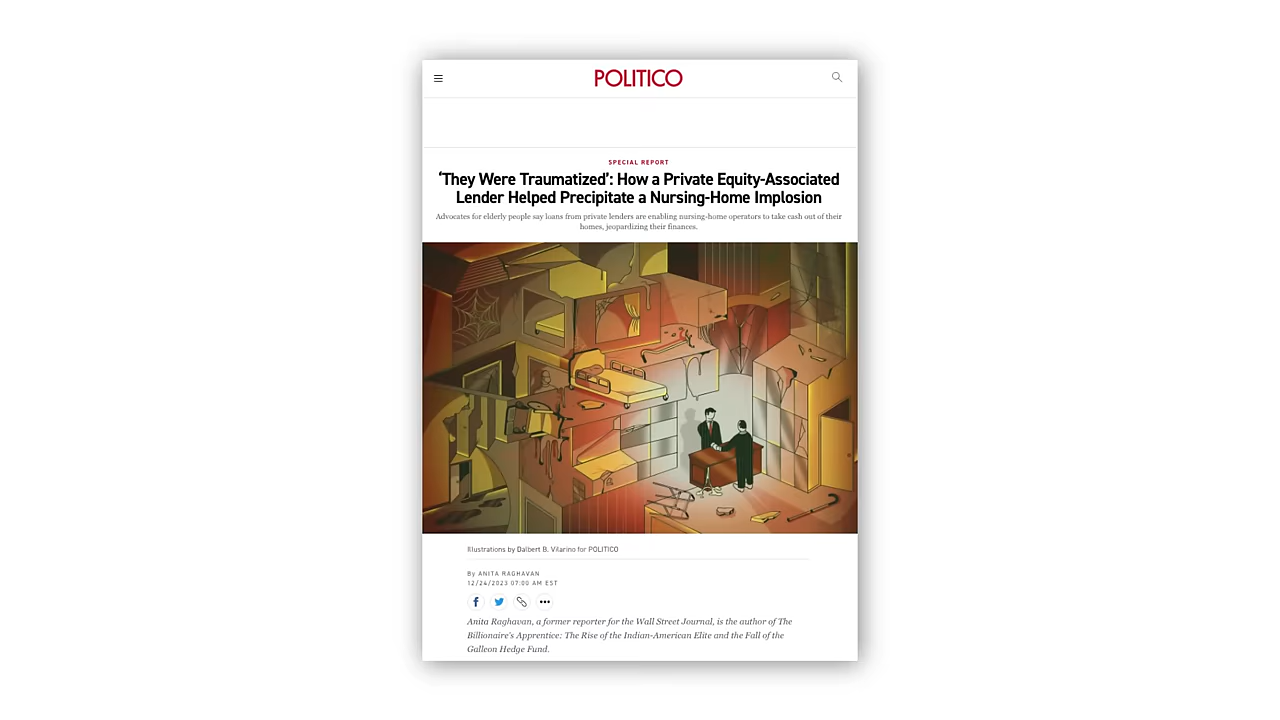 POLITICO
SPECIAL REPORT
‘They Were Traumatized’: How a Private Equity-Associated
Lender Helped Precipitate a Nursing-Home Implosion
Advocates for elderly people say loans from private lenders are enabling nursing-home operators to take cash out of their
homes, jeopardizing their finances.
Illustrations by Dalbert B. Vilarino for POLITICO
By ANITA RAGHAVAN
12/24/2023 07:00 AM EST
Anita Raghavan, a former reporter for the Wall Street Journal, is the author of The
Billionaire's Apprentice: The Rise of the Indian-American Elite and the Fall of the
Galleon Hedge Fund.